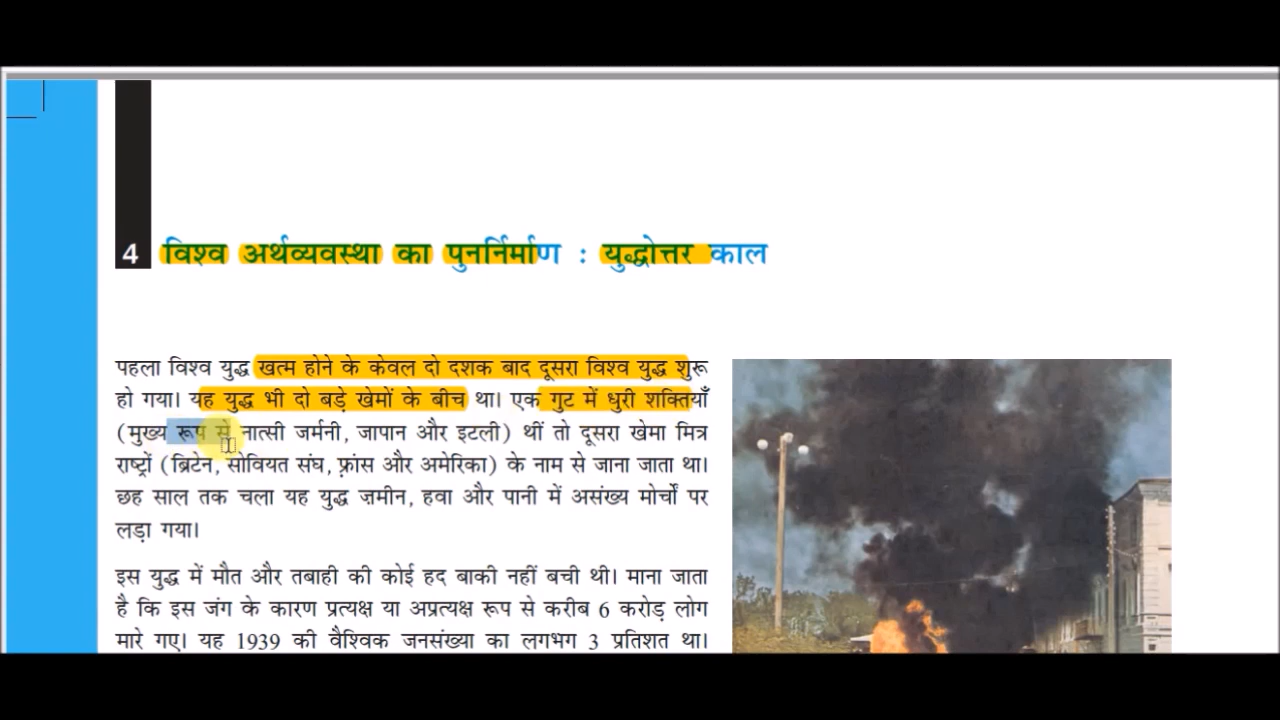 4 विश्व अर्थव्यवस्था का पुनर्निर्माण : युद्धोत्तर काल
पहला विश्व युद्ध खत्म होने के केवल दो दशक बाद दूसरा विश्व युद्ध शुरू
हो गया। यह युद्ध भी दो बड़े खेमों के बीच था। एक गुट में धुरी शक्तियाँ
(मुख्य रूप से नात्सी जर्मनी, जापान और इटली) थीं तो दूसरा खेमा मित्र
राष्ट्रों (ब्रिटेन, सोवियत संघ, फ़्रांस और अमेरिका) के नाम से जाना जाता था।
छह साल तक चला यह युद्ध ज़मीन, हवा और पानी में असंख्य मोर्चों पर
लड़ा गया।
इस युद्ध में मौत और तबाही की कोई हद बाकी नहीं बची थी। माना जाता
है कि इस जंग के कारण प्रत्यक्ष या अप्रत्यक्ष रूप से करीब 6 करोड़ लोग
मारे गए। यह 1939 की वैश्विक जनसंख्या का लगभग 3 प्रतिशत था।